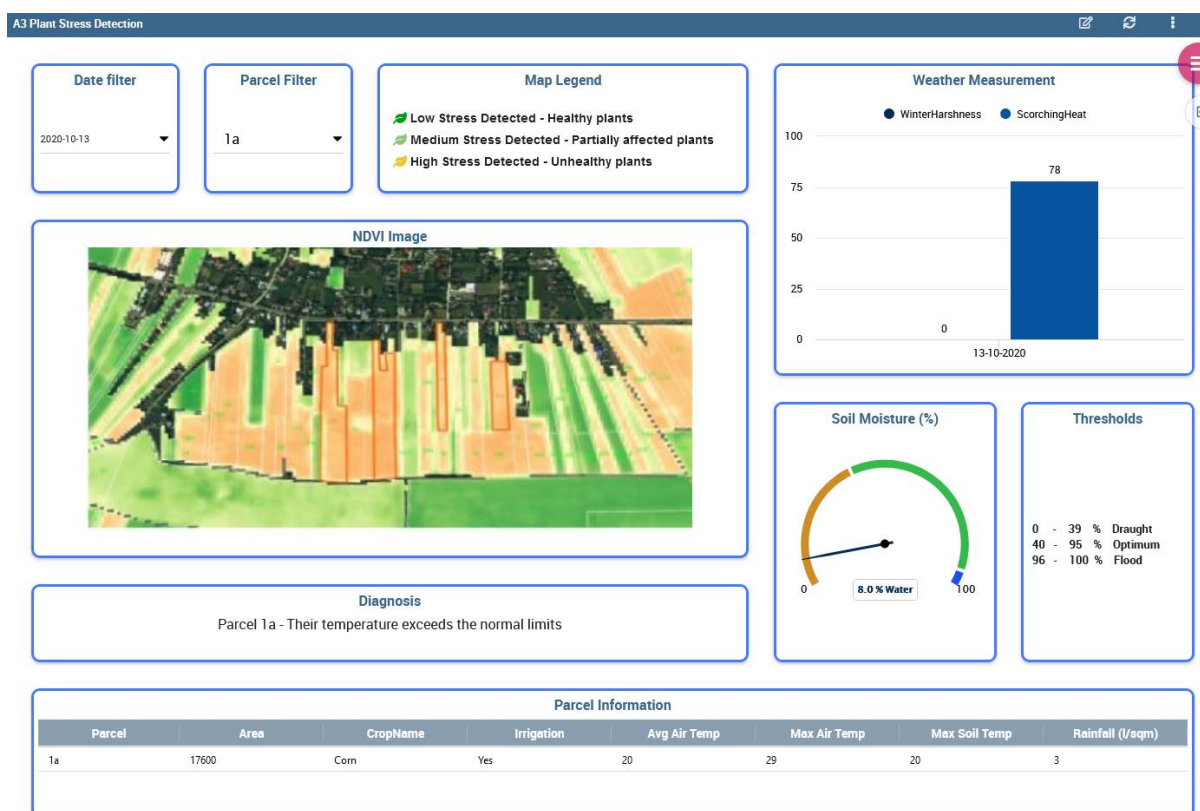 A3 Plant Stress Detection
Date filter
2020-10-13
Parcel Filter
1a
Map Legend
Low Stress Detected - Healthy plants
Medium Stress Detected - Partially affected plants
High Stress Detected - Unhealthy plants
Weather Measurement
WinterHarshness ScorchingHeat
100
75
50
25
0
0
78
13-10-2020
NDVI Image
Soil Moisture (%)
0
8.0 % Water
100
Thresholds
0 - 39 % Draught
40 - 95 % Optimum
96 - 100 % Flood
Diagnosis
Parcel 1a - Their temperature exceeds the normal limits
Parcel Information
Parcel Area CropName Irrigation Avg Air Temp Max Air Temp Max Soil Temp Rainfall (l/sqm)
1a 17600 Corn Yes 20 29 20 3